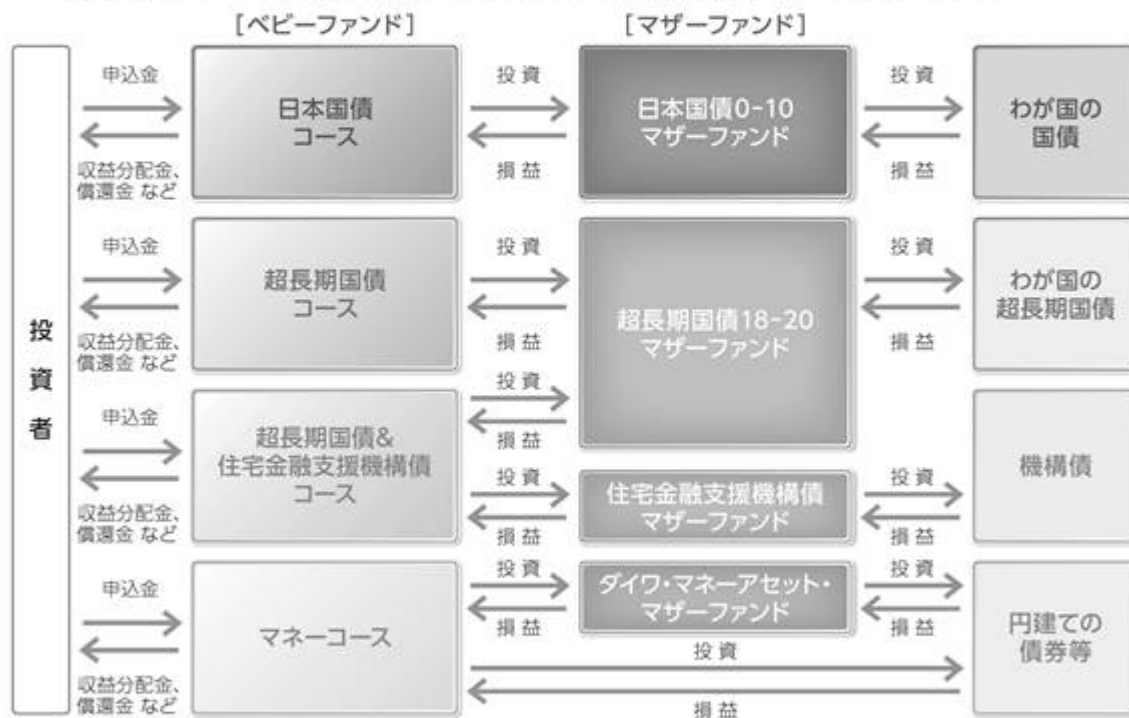 [ベビーファンド]
[マザーファンド]
投資者
申込金
収益分配金、
償還金 など
日本国債
コース
投 資
損 益
日本国債0-10
マザーファンド
投 資
損 益
わが国の
国債
申込金
収益分配金、
償還金 など
超長期国債
コース
投 資
損 益
超長期国債18-20
マザーファンド
投 資
損 益
わが国の
超長期国債
申込金
収益分配金、
償還金 など
超長期国債&
住宅金融支援機構債
コース
投 資
損 益
投 資
損 益
住宅金融支援機構債
マザーファンド
投 資
損 益
機構債
申込金
収益分配金、
償還金 など
マネーコース
投 資
損 益
ダイワ・マネーアセット・
マザーファンド
投 資
損 益
投 資
損 益
円建ての
債券等